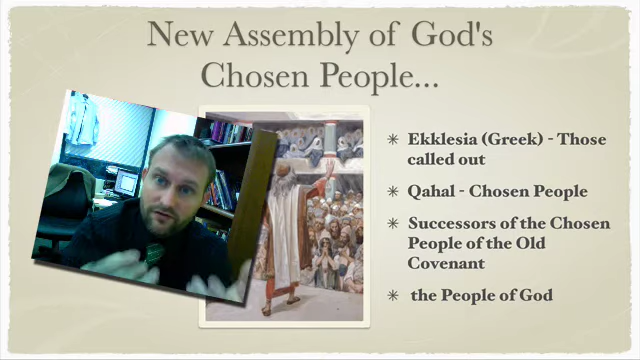 New Assembly of God's
Chosen People...
✳ Ekklesia (Greek) - Those
called out
✳ Qahal - Chosen People
✳ Successors of the Chosen
People of the Old
Covenant
✳ the People of God